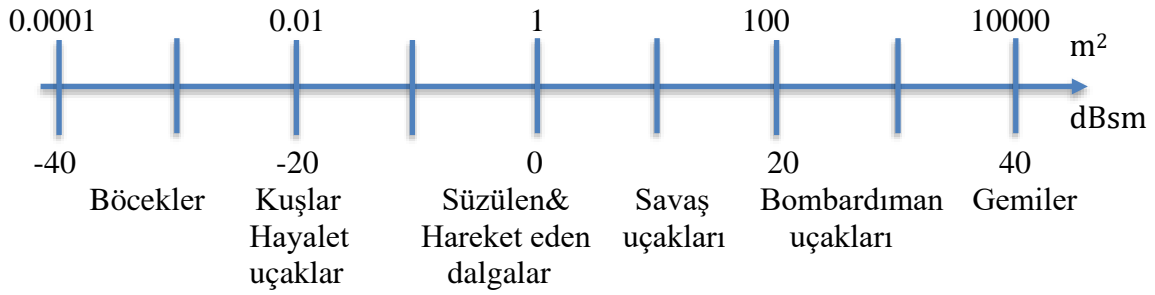 0.0001 0.01 1 100 10000
m²
dBsm
-40 -20 0 20 40
Böcekler Kuşlar Süzülen& Savaş Bombardıman Gemiler
Hayalet Hareket eden uçakları uçakları
uçaklar dalgalar